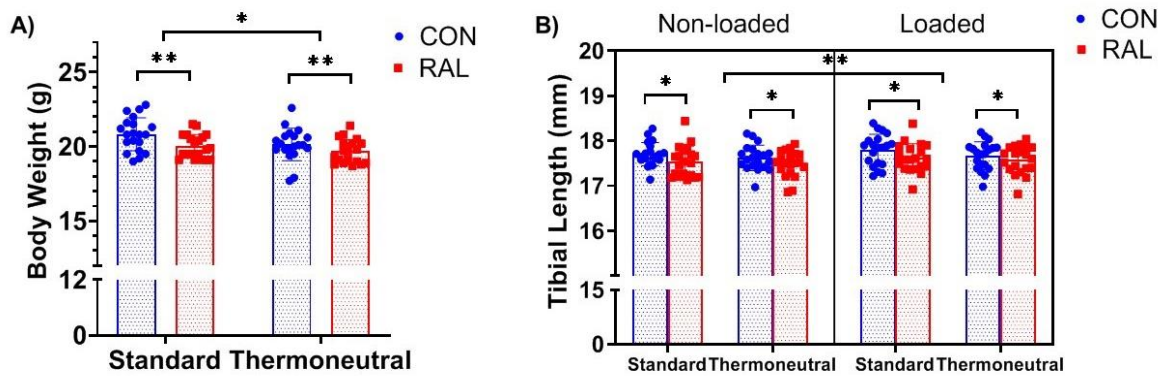 A)
*
CON
RAL
**
**
Body Weight (g)
25
20
15
12
0
Standard Thermoneutral
B)
Non-loaded Loaded
CON
RAL
**
*
*
*
*
Tibial Length (mm)
20
19
18
17
16
15
0
Standard Thermoneutral Standard Thermoneutral